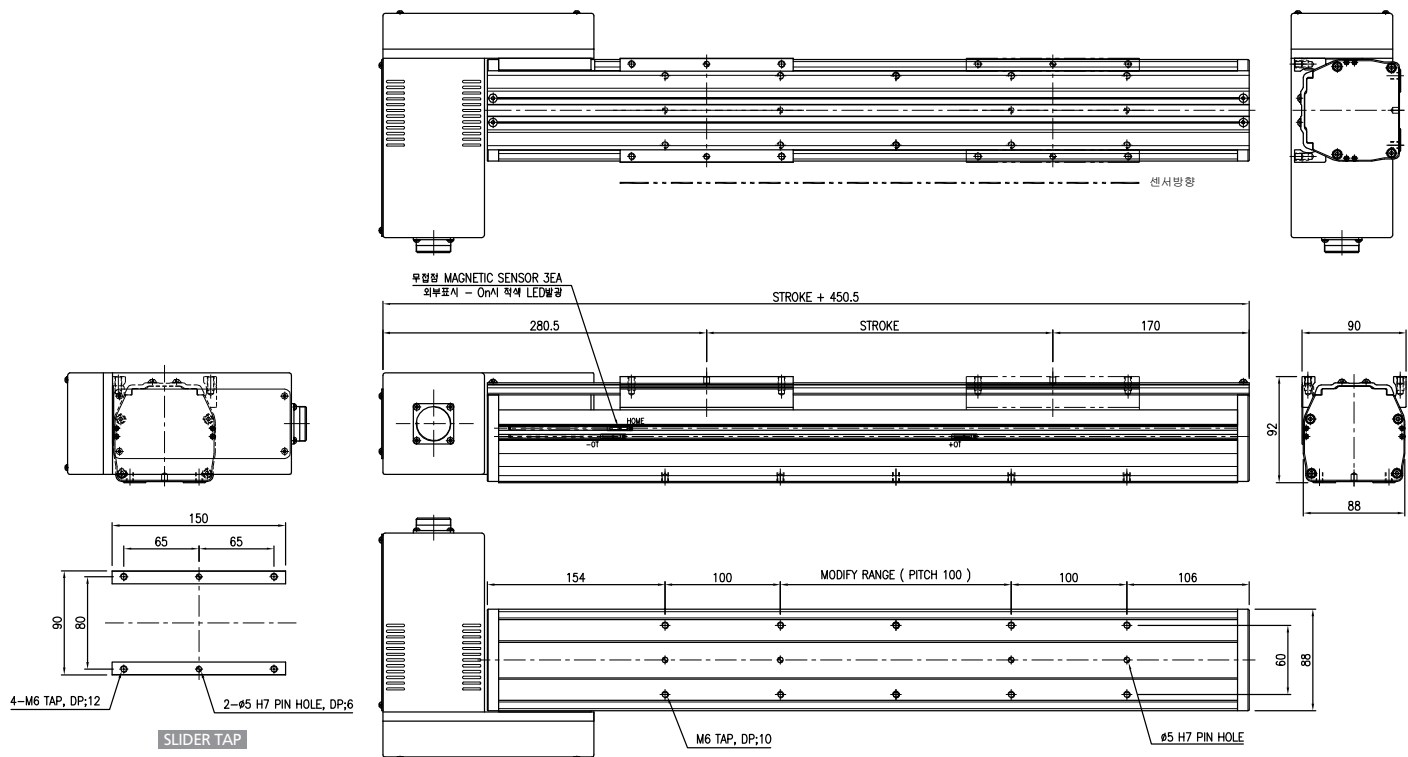 센서방향
무접점 MAGNETIC SENSOR 3EA
외부표시 - On시 적색 LED발광
STROKE + 450.5
280.5
STROKE
170
90
HOME
-OT
+OT
92
88
150
65
65
90
80
4-M6 TAP, DP;12
2-ø5 H7 PIN HOLE, DP;6
SLIDER TAP
154
100
MODIFY RANGE ( PITCH 100 )
100
106
60
88
M6 TAP, DP;10
ø5 H7 PIN HOLE